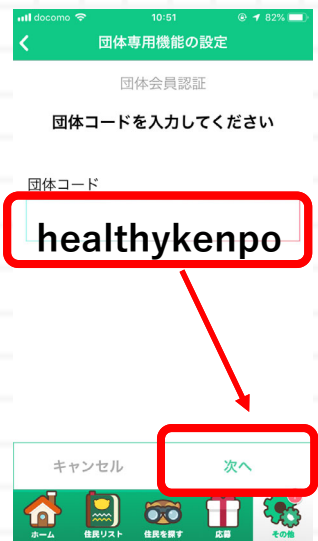 docomo 10:51 82%
団体専用機能の設定
団体会員認証
団体コードを入力してください
団体コード
healthykenpo
キャンセル 次へ
ホーム 住民リスト 住民を探す 応募 その他